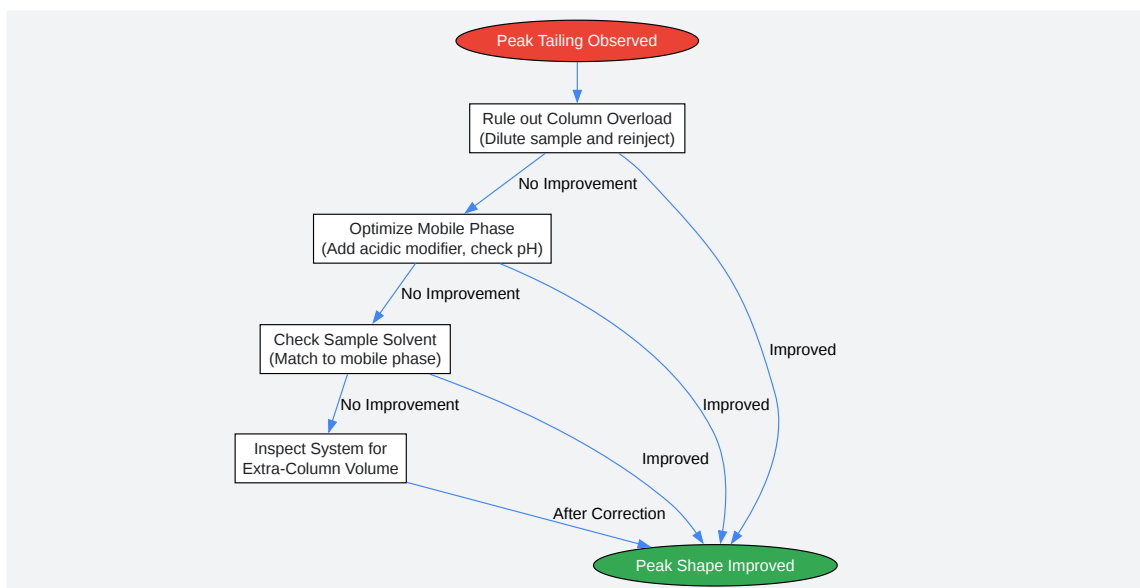 Peak Tailing Observed
Rule out Column Overload
(Dilute sample and reinject)
No Improvement
Optimize Mobile Phase
(Add acidic modifier, check pH)
No Improvement
Check Sample Solvent
(Match to mobile phase)
Improved
No Improvement
Improved
Inspect System for
Extra-Column Volume
Improved
After Correction
Peak Shape Improved